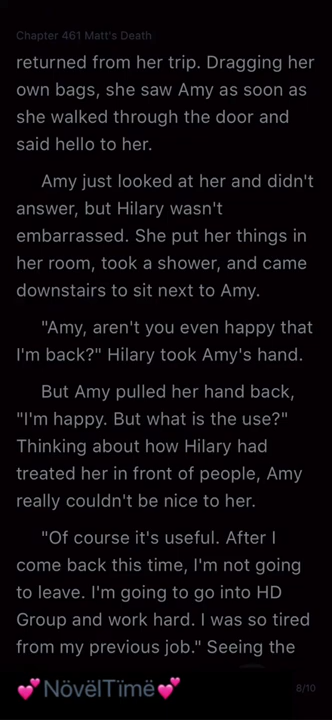 Chapter 461 Matt's Death
returned from her trip. Dragging her
own bags, she saw Amy as soon as
she walked through the door and
said hello to her.
Amy just looked at her and didn't
answer, but Hilary wasn't
embarrassed. She put her things in
her room, took a shower, and came
downstairs to sit next to Amy.
"Amy, aren't you even happy that
I'm back?" Hilary took Amy's hand.
But Amy pulled her hand back,
"I'm happy. But what is the use?"
Thinking about how Hilary had
treated her in front of people, Amy
really couldn't be nice to her.
"Of course it's useful. After I
come back this time, I'm not going
to leave. I'm going to go into HD
Group and work hard. I was so tired
from my previous job." Seeing the
💕NövëlTïmë💕
8/10